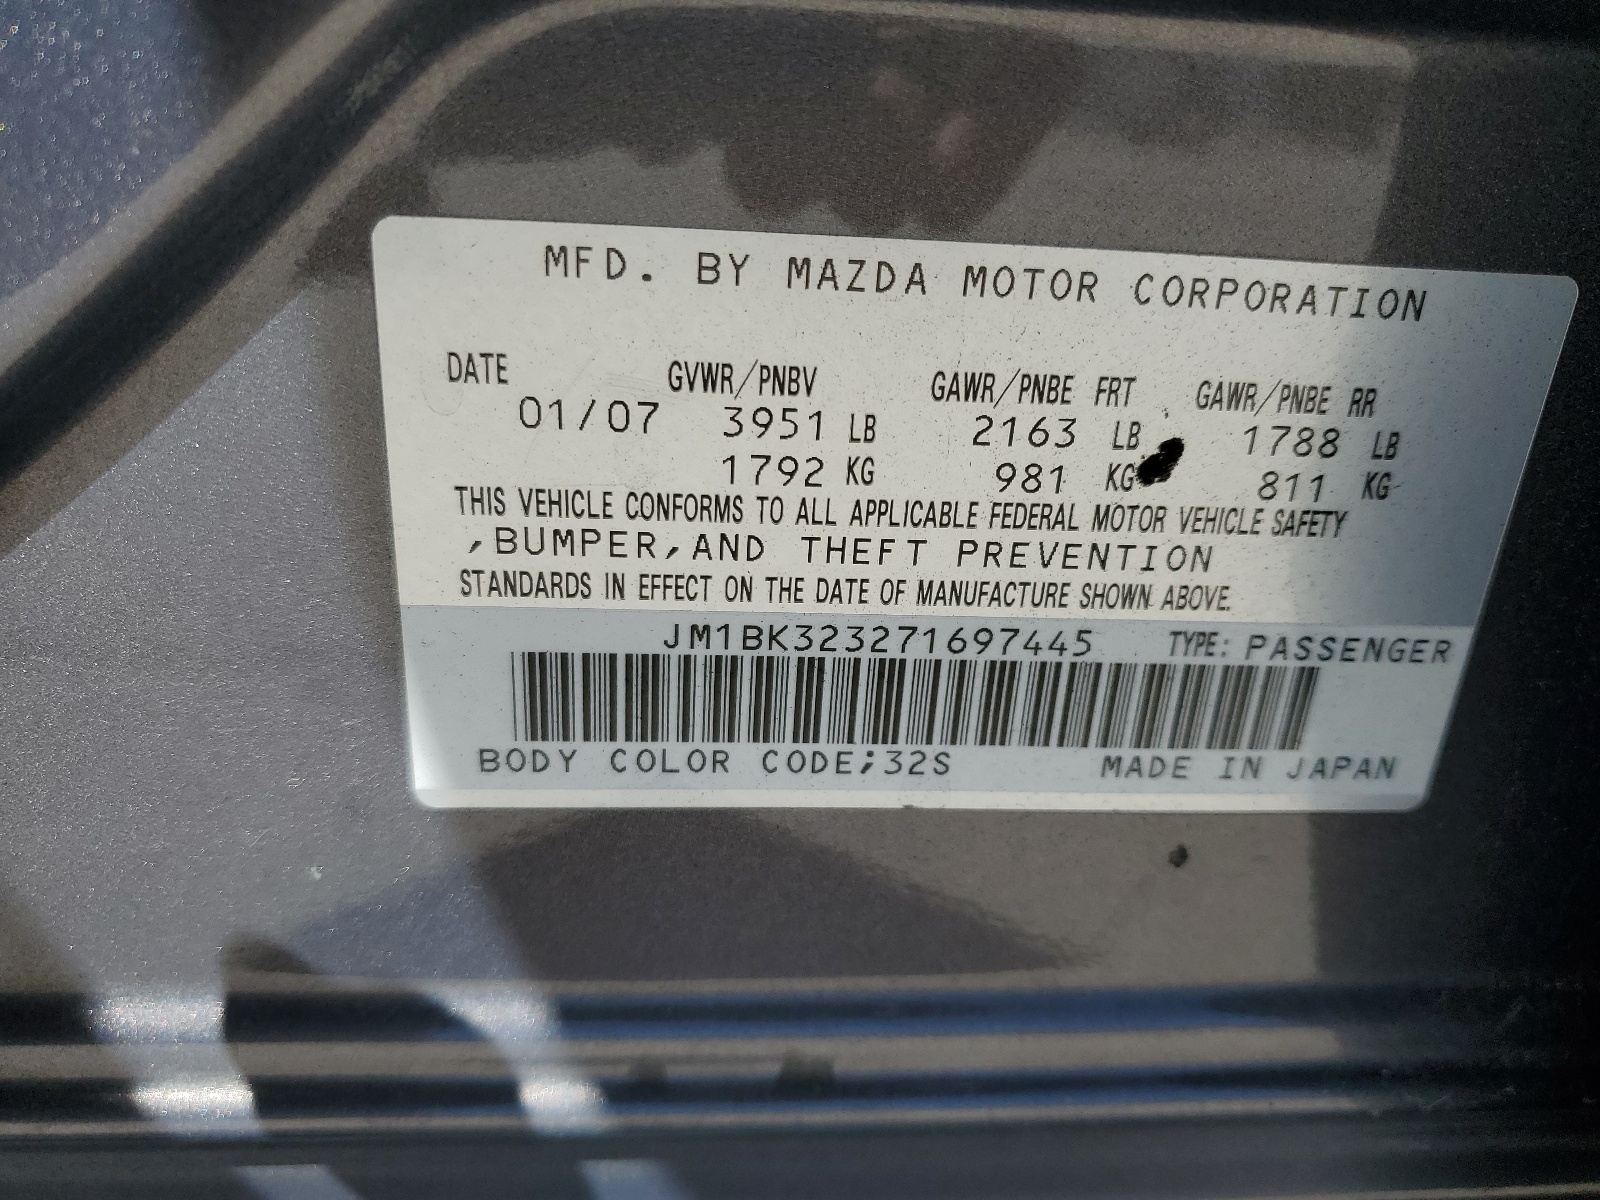 MFD. BY MAZDA MOTOR CORPORATION
DATE GVWR/PNBV GAWR/PNBE FRT GAWR/PNBE RR
01/07 3951 LB 2163 LB 1788 LB
1792 KG 981 KG 811 KG
THIS VEHICLE CONFORMS TO ALL APPLICABLE FEDERAL MOTOR VEHICLE SAFETY
,BUMPER,AND THEFT PREVENTION
STANDARDS IN EFFECT ON THE DATE OF MANUFACTURE SHOWN ABOVE.
JM1BK323271697445 TYPE: PASSENGER
BODY COLOR CODE;32S MADE IN JAPAN